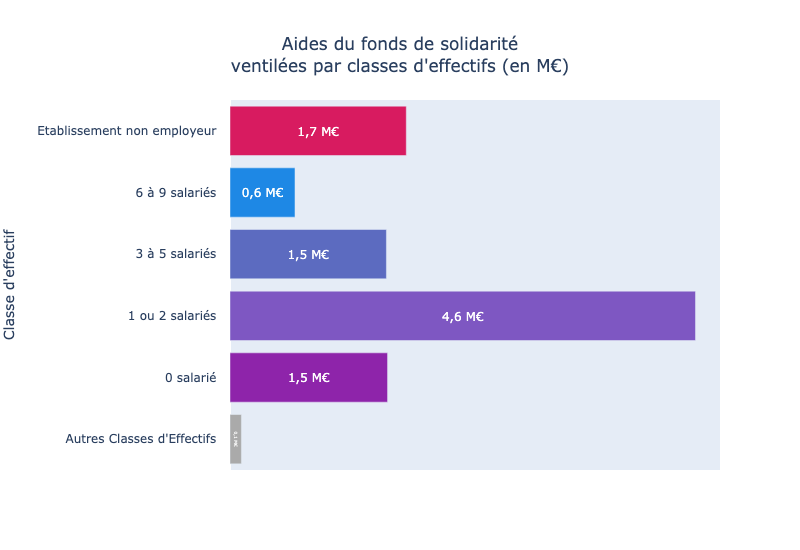 Aides du fonds de solidarité
ventilées par classes d'effectifs (en M€)
Classe d'effectif
Etablissement non employeur
1,7 M€
6 à 9 salariés
0,6 M€
3 à 5 salariés
1,5 M€
1 ou 2 salariés
4,6 M€
0 salarié
1,5 M€
Autres Classes d'Effectifs